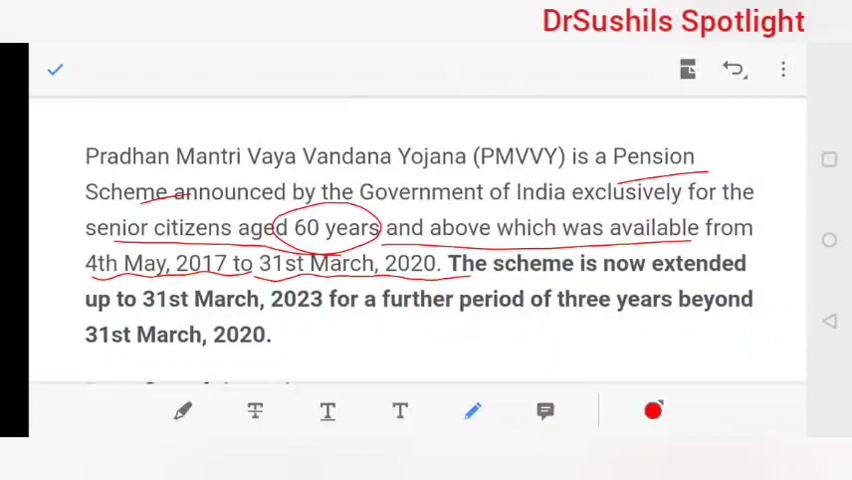 DrSushils Spotlight
Pradhan Mantri Vaya Vandana Yojana (PMVVY) is a Pension
Scheme announced by the Government of India exclusively for the
senior citizens aged 60 years and above which was available from
4th May, 2017 to 31st March, 2020. The scheme is now extended
up to 31st March, 2023 for a further period of three years beyond
31st March, 2020.